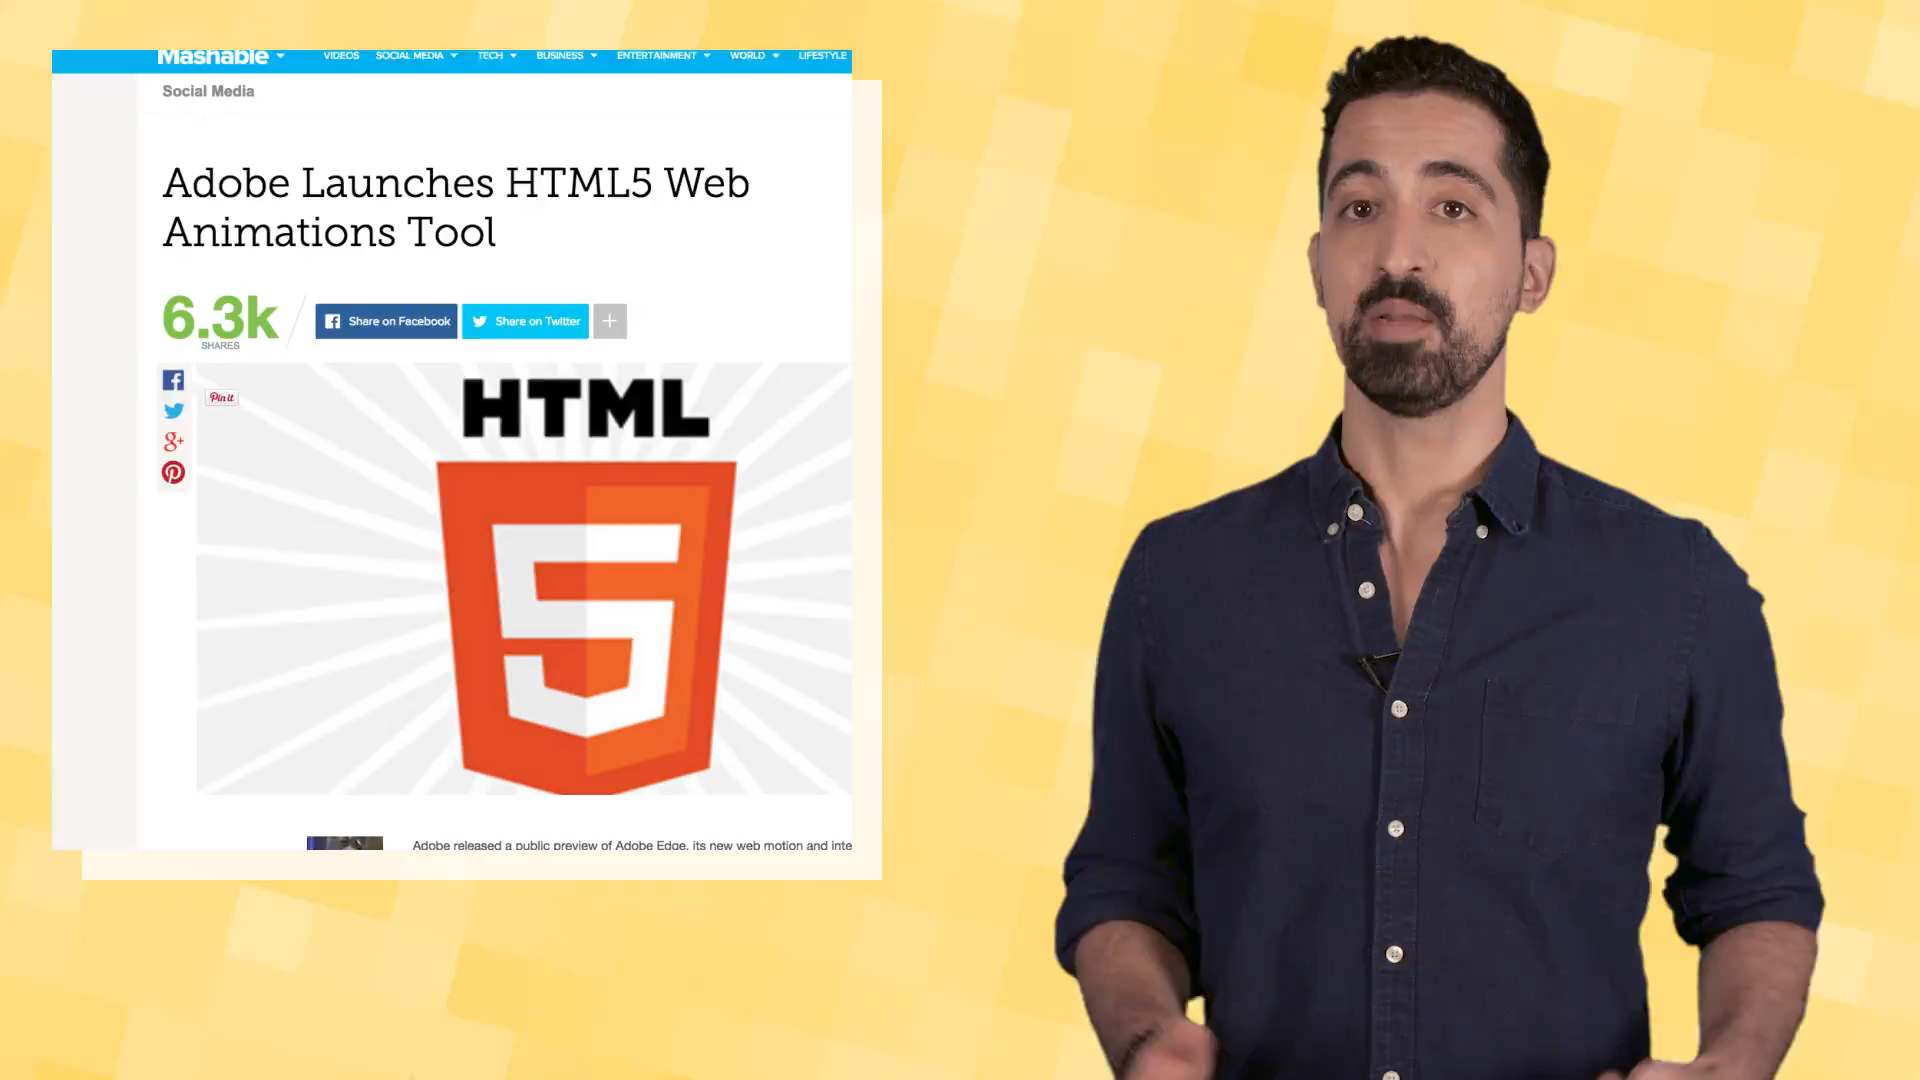 Mashable
VIDEOS SOCIAL MEDIA TECH BUSINESS ENTERTAINMENT WORLD LIFESTYLE
Social Media
Adobe Launches HTML5 Web
Animations Tool
6.3k
SHARES
Share on Facebook
Share on Twitter
+
Pin it
g+
HTML
5
Adobe released a public preview of Adobe Edge, its new web motion and inte